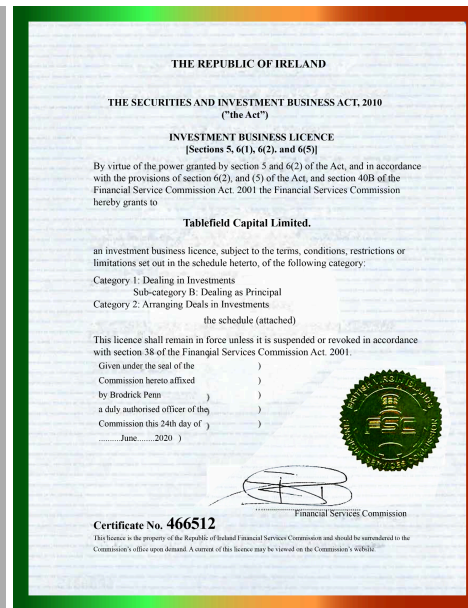 THE REPUBLIC OF IRELAND
THE SECURITIES AND INVESTMENT BUSINESS ACT, 2010
("the Act")
INVESTMENT BUSINESS LICENCE
[Sections 5, 6(1), 6(2). and 6(5)]
By virtue of the power granted by section 5 and 6(2) of the Act, and in accordance
with the provisions of section 6(2), and (5) of the Act, and section 40B of the
Financial Service Commission Act. 2001 the Financial Services Commission
hereby grants to
Tablefield Capital Limited.
an investment business licence, subject to the terms, conditions, restrictions or
limitations set out in the schedule heterto, of the following category:
Category 1: Dealing in Investments
Sub-category B: Dealing as Principal
Category 2: Arranging Deals in Investments
the schedule (attached)
This licence shall remain in force unless it is suspended or revoked in accordance
with section 38 of the Finanqial Services Commission Act. 2001.
Given under the seal of the )
Commission hereto affixed )
by Brodrick Penn ) )
a duly authorised officer of the) )
Commission this 24th day of ) )
.........June........2020 )
FSC
Financial Services Commission
Certificate No. 466512
This licence is the property of the Republic of Ireland Financial Services Commission and should be surrendered to the
Commission's office upon demand. A current of this licence may be viewed on the Commission's website.